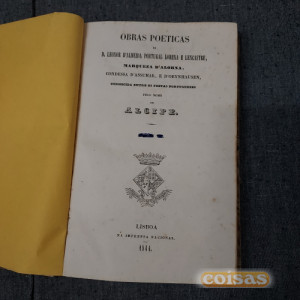 OBRAS POETICAS
DE
D. LEONOR D'ALMEIDA PORTUGAL LORENA E LENCASTRE,
MARQUEZA D'ALORNA,
CONDESSA D'ASSUMAR, E D'OEYNHAUSEN,
CONHECIDA ENTRE OS POETAS PORTUGUEZES
PELO NOME
DE
ALCIPE.
LISBOA
NA IMPRENSA NACIONAL.
1844.
coisas